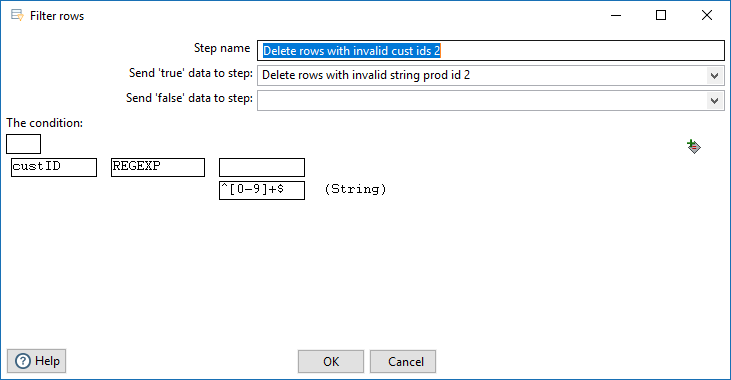 Filter rows
Step name Delete rows with invalid cust ids 2
Send 'true' data to step: Delete rows with invalid string prod id 2
Send 'false' data to step:
The condition:
custID REGEXP
^[0-9]+$ (String)
Help OK Cancel